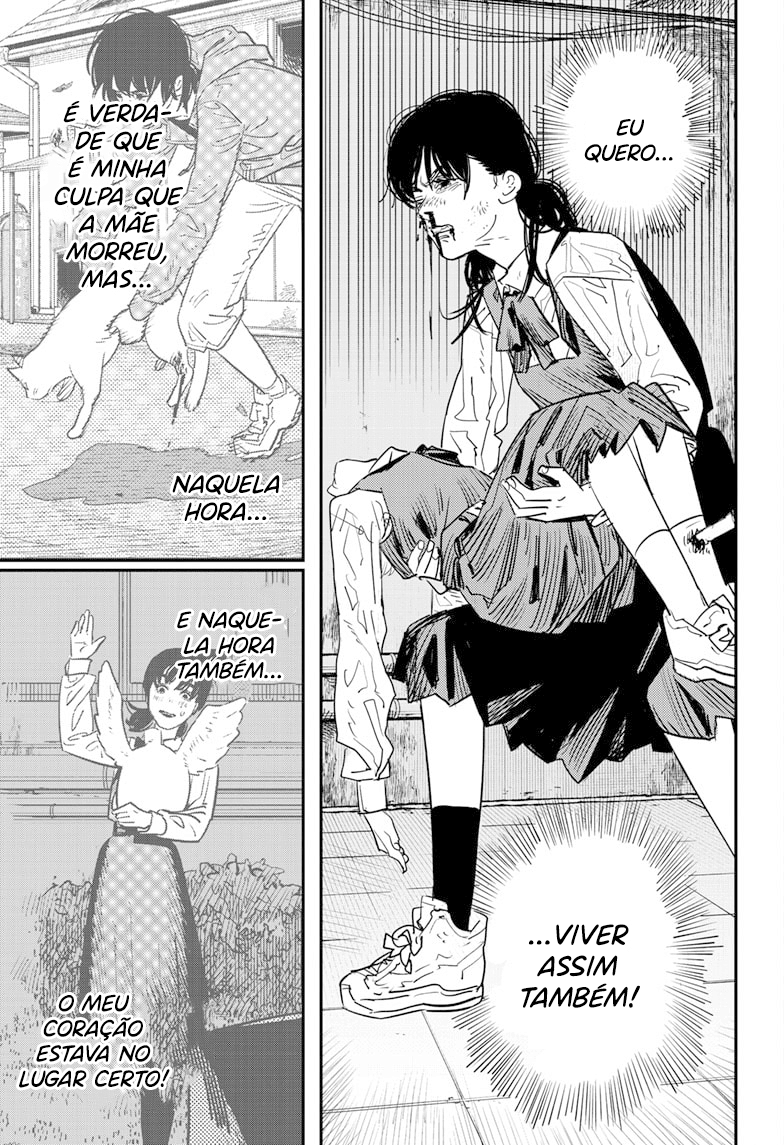 EU
QUERO...
...VIVER
ASSIM
TAMBÉM!
É VERDA-
DE QUE
É MINHA
CULPA QUE
A MÃE
MORREU,
MAS...
NAQUELA
HORA...
E NAQUE-
LA HORA
TAMBÉM...
O MEU
CORAÇÃO
ESTAVA NO
LUGAR CERTO!